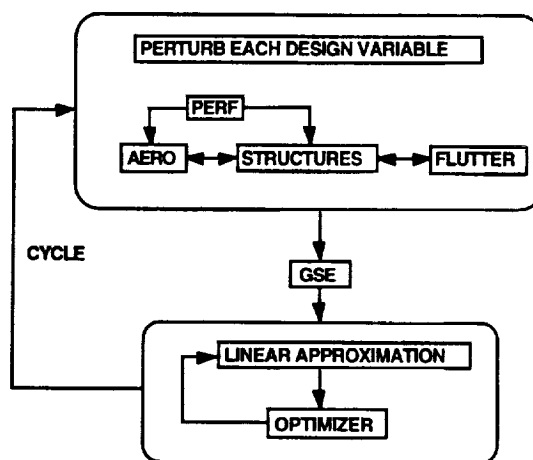 PERTURB EACH DESIGN VARIABLE
PERF
AERO
STRUCTURES
FLUTTER
CYCLE
GSE
LINEAR APPROXIMATION
OPTIMIZER